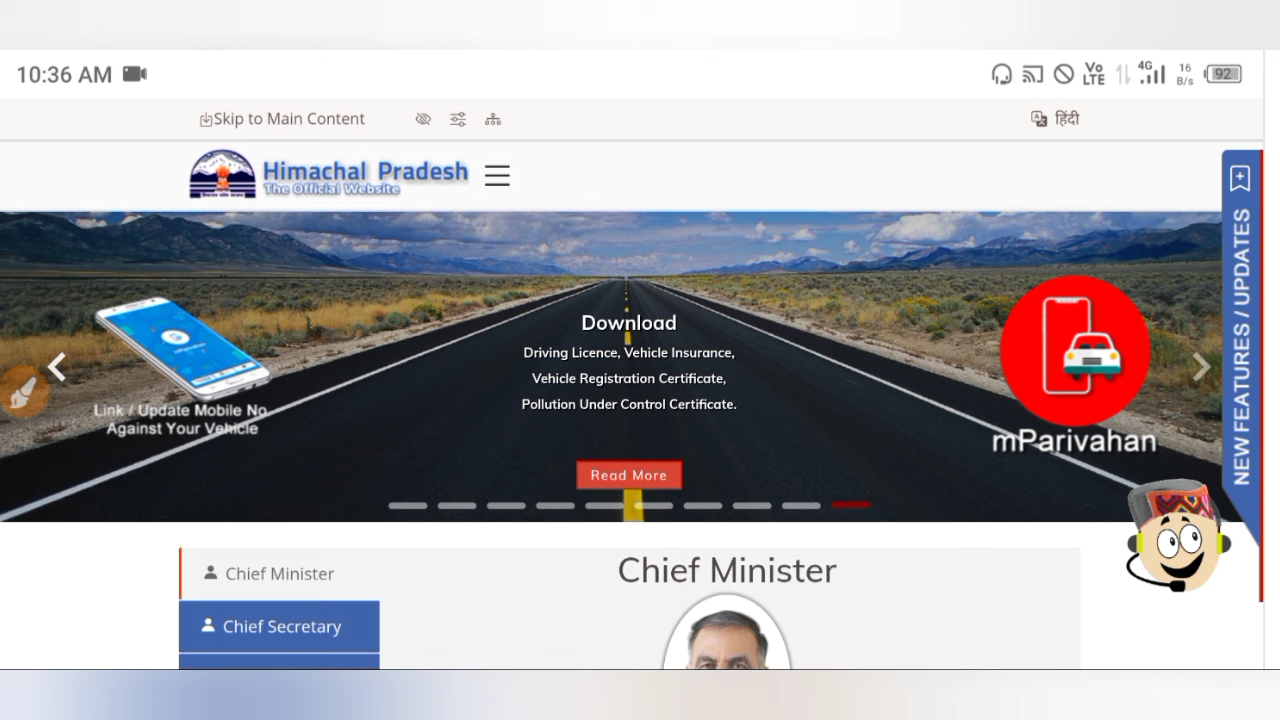 10:36 AM
Vo LTE 4G 16 B/s 92
Skip to Main Content
हिंदी
Himachal Pradesh
The Official Website
NEW FEATURES / UPDATES
Download
Driving Licence, Vehicle Insurance,
Vehicle Registration Certificate,
Pollution Under Control Certificate.
Link / Update Mobile No
Against Your Vehicle
mParivahan
Read More
Chief Minister
Chief Secretary
Chief Minister